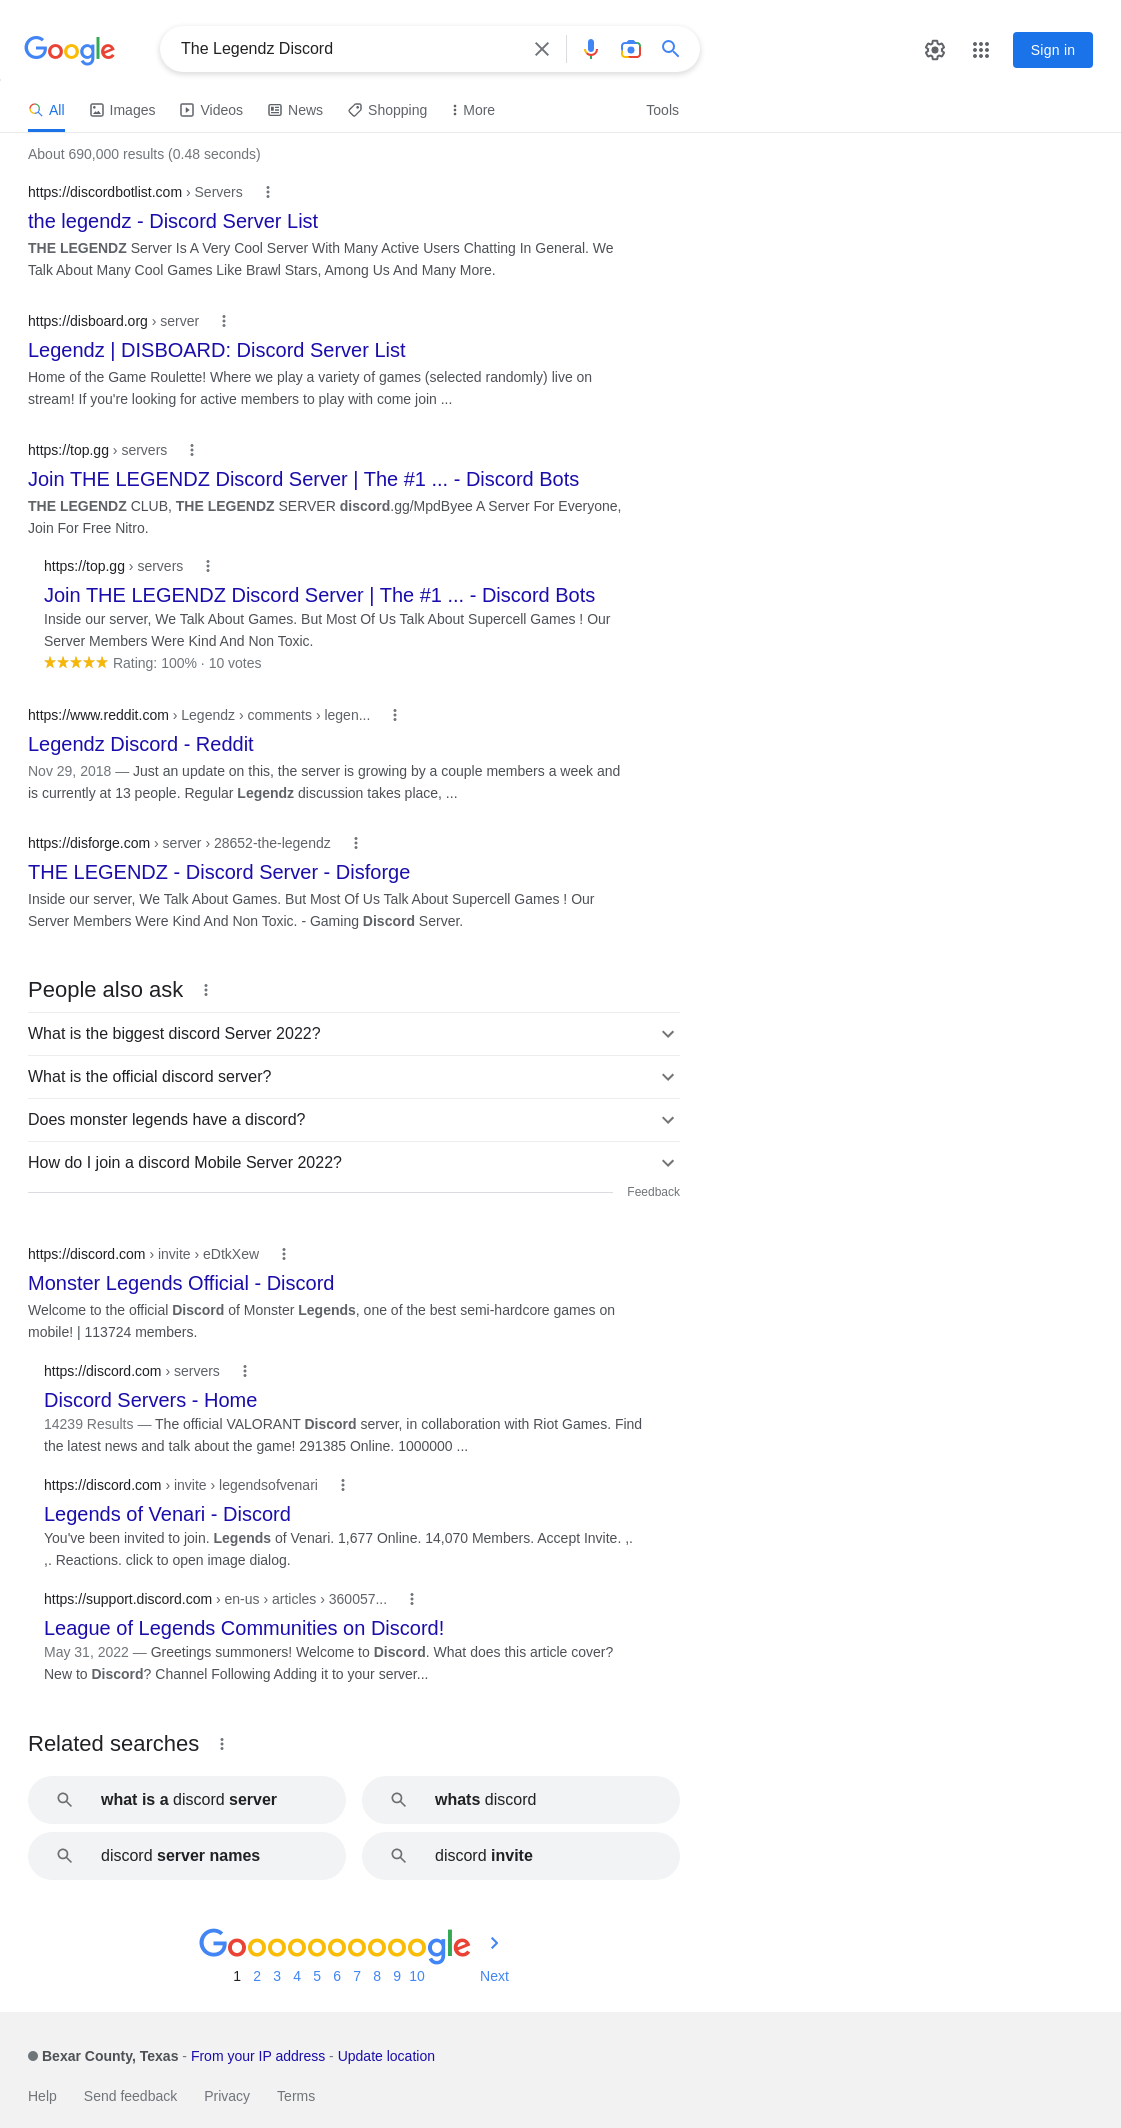 Google
The Legendz Discord
Sign in
All Images Videos News Shopping More Tools
About 690,000 results (0.48 seconds)
https://discordbotlist.com › Servers
the legendz - Discord Server List
THE LEGENDZ Server Is A Very Cool Server With Many Active Users Chatting In General. We
Talk About Many Cool Games Like Brawl Stars, Among Us And Many More.
https://disboard.org › server
Legendz | DISBOARD: Discord Server List
Home of the Game Roulette! Where we play a variety of games (selected randomly) live on
stream! If you're looking for active members to play with come join ...
https://top.gg › servers
Join THE LEGENDZ Discord Server | The #1 ... - Discord Bots
THE LEGENDZ CLUB, THE LEGENDZ SERVER discord.gg/MpdByee A Server For Everyone,
Join For Free Nitro.
https://top.gg › servers
Join THE LEGENDZ Discord Server | The #1 ... - Discord Bots
Inside our server, We Talk About Games. But Most Of Us Talk About Supercell Games ! Our
Server Members Were Kind And Non Toxic.
Rating: 100% · 10 votes
https://www.reddit.com › Legendz › comments › legen...
Legendz Discord - Reddit
Nov 29, 2018 — Just an update on this, the server is growing by a couple members a week and
is currently at 13 people. Regular Legendz discussion takes place, ...
https://disforge.com › server › 28652-the-legendz
THE LEGENDZ - Discord Server - Disforge
Inside our server, We Talk About Games. But Most Of Us Talk About Supercell Games ! Our
Server Members Were Kind And Non Toxic. - Gaming Discord Server.
People also ask
What is the biggest discord Server 2022?
What is the official discord server?
Does monster legends have a discord?
How do I join a discord Mobile Server 2022?
Feedback
https://discord.com › invite › eDtkXew
Monster Legends Official - Discord
Welcome to the official Discord of Monster Legends, one of the best semi-hardcore games on
mobile! | 113724 members.
https://discord.com › servers
Discord Servers - Home
14239 Results — The official VALORANT Discord server, in collaboration with Riot Games. Find
the latest news and talk about the game! 291385 Online. 1000000 ...
https://discord.com › invite › legendsofvenari
Legends of Venari - Discord
You've been invited to join. Legends of Venari. 1,677 Online. 14,070 Members. Accept Invite. ,.
,. Reactions. click to open image dialog.
https://support.discord.com › en-us › articles › 360057...
League of Legends Communities on Discord!
May 31, 2022 — Greetings summoners! Welcome to Discord. What does this article cover?
New to Discord? Channel Following Adding it to your server...
Related searches
what is a discord server
whats discord
discord server names
discord invite
Goooooooooogle
1 2 3 4 5 6 7 8 9 10 Next
Bexar County, Texas - From your IP address - Update location
Help Send feedback Privacy Terms